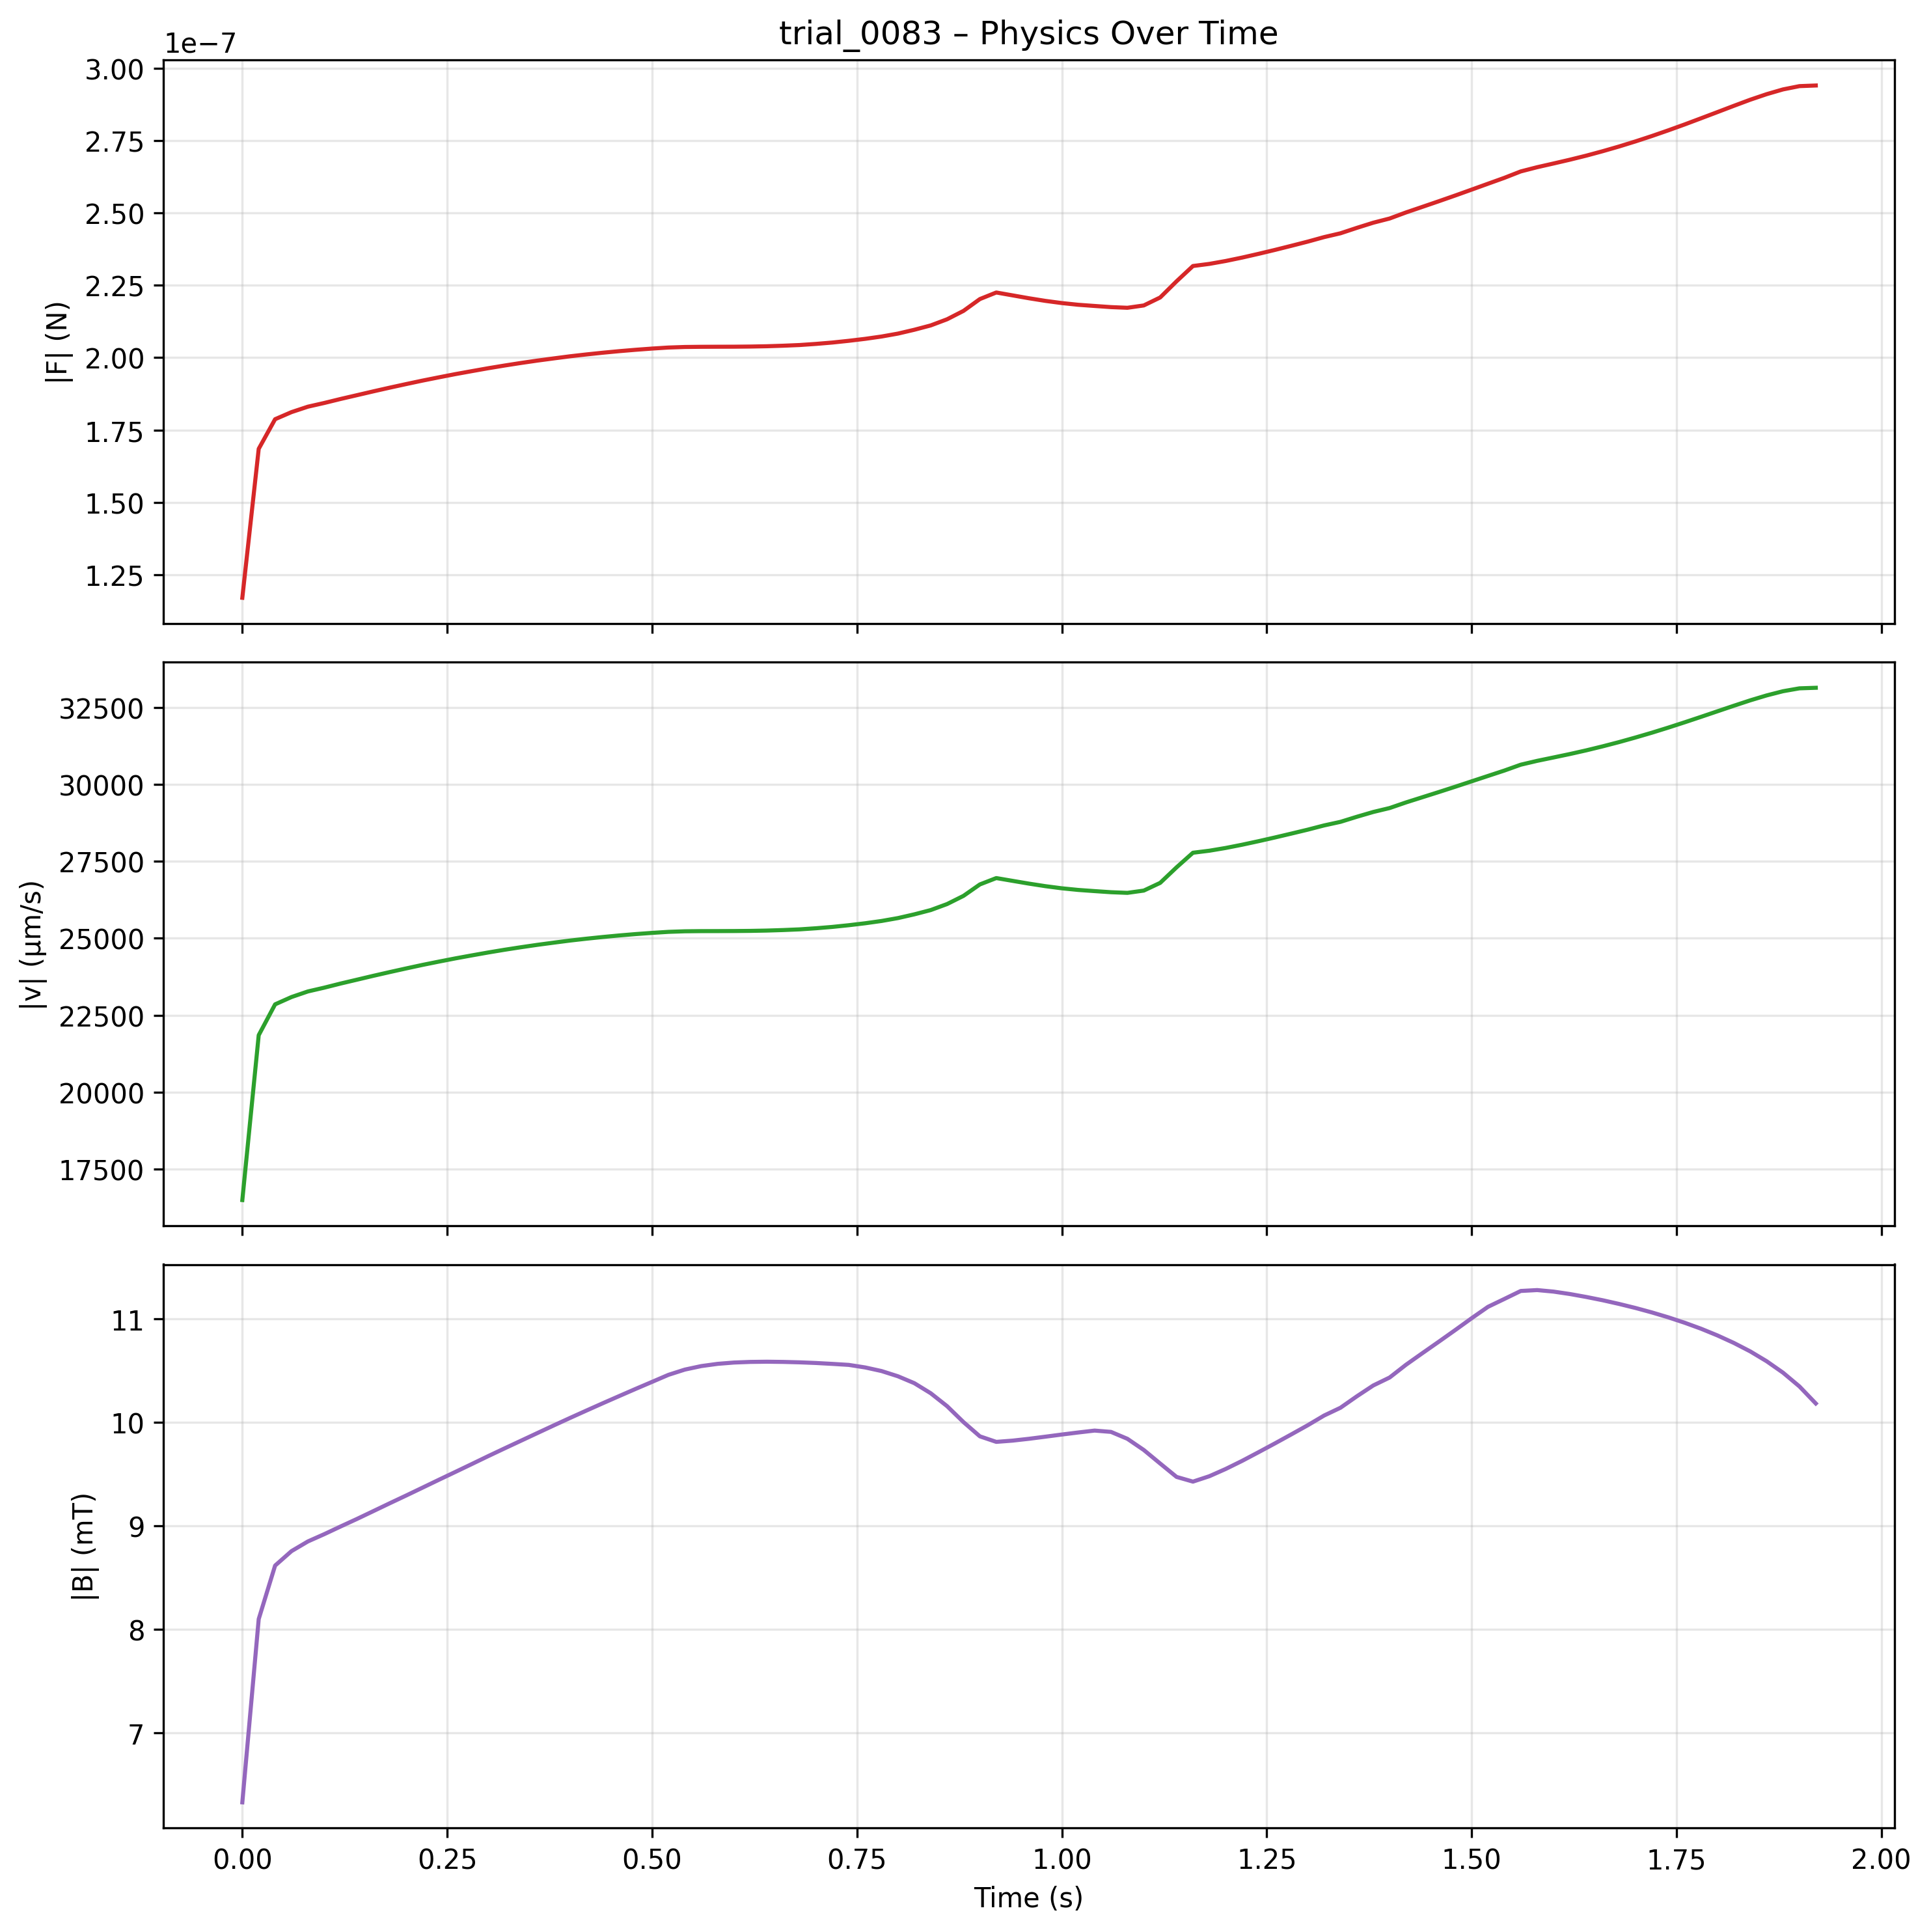 trial_0083 – Physics Over Time
1e−7
3.00
2.75
2.50
2.25
2.00
1.75
1.50
1.25
|F| (N)
32500
30000
27500
25000
22500
20000
17500
|v| (µm/s)
11
10
9
8
7
|B| (mT)
0.00 0.25 0.50 0.75 1.00 1.25 1.50 1.75 2.00
Time (s)